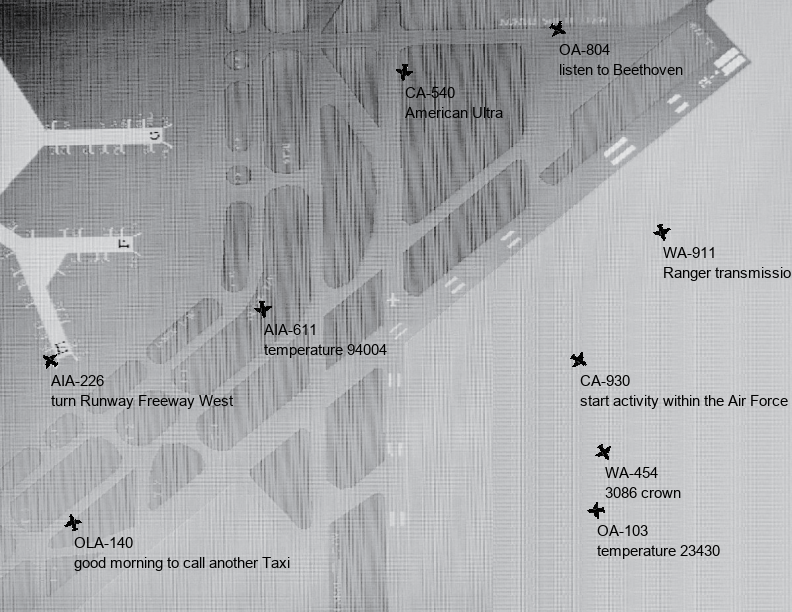 OA-804
listen to Beethoven
CA-540
American Ultra
WA-911
Ranger transmissio
AIA-611
temperature 94004
AIA-226
turn Runway Freeway West
CA-930
start activity within the Air Force
WA-454
3086 crown
OA-103
temperature 23430
OLA-140
good morning to call another Taxi